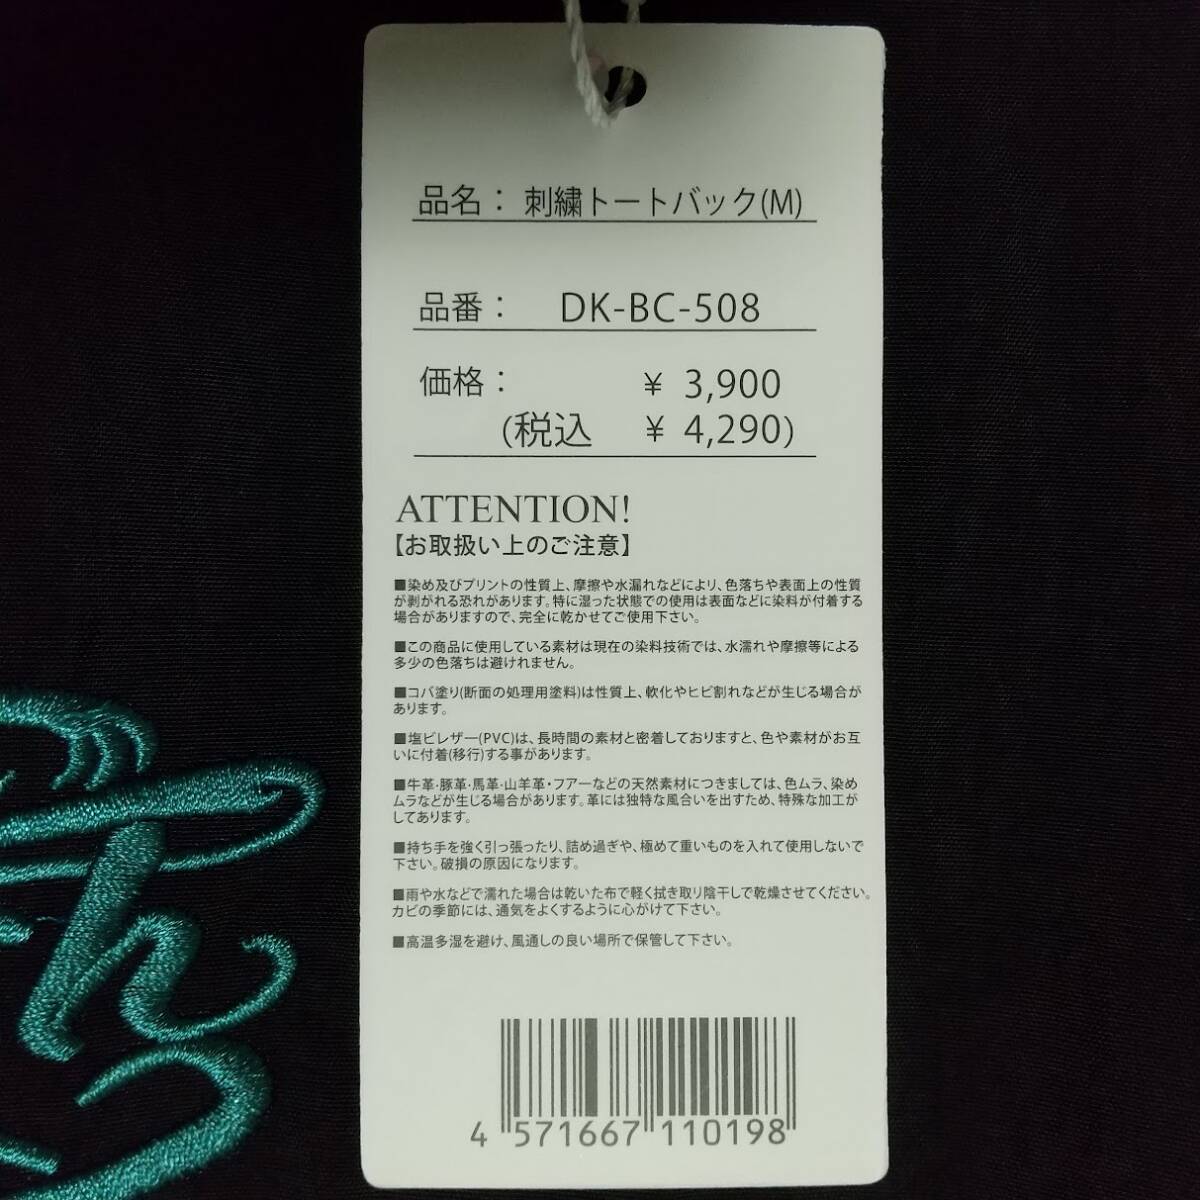 品名： 刺繍トートバック(M)
品番： DK-BC-508
価格： ¥ 3,900
(税込 ¥ 4,290)
ATTENTION!
【お取扱い上のご注意】
■染め及びプリントの性質上、摩擦や水漏れなどにより、色落ちや表面上の性質
が剥がれる恐れがあります。特に湿った状態での使用は表面などに染料が付着する
場合がありますので、完全に乾かせてご使用下さい。
■この商品に使用している素材は現在の染料技術では、水濡れや摩擦等による
多少の色落ちは避けれません。
■コバ塗り(断面の処理用塗料)は性質上、軟化やヒビ割れなどが生じる場合が
あります。
■塩ビレザー(PVC)は、長時間の素材と密着しておりますと、色や素材がお互
いに付着(移行)する事があります。
■牛革・豚革・馬革・山羊革・フアーなどの天然素材につきましては、色ムラ、染め
ムラなどが生じる場合があります。革には独特な風合いを出すため、特殊な加工が
してあります。
■持ち手を強く引っ張ったり、詰め過ぎや、極めて重いものを入れて使用しないで
下さい。破損の原因になります。
■雨や水などで濡れた場合は乾いた布で軽く拭き取り陰干しで乾燥させてください。
カビの季節には、通気をよくするように心がけて下さい。
■高温多湿を避け、風通しの良い場所で保管して下さい。
4 571667 110198